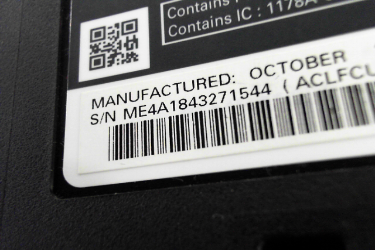 Contains
Contains IC : 1178A
MANUFACTURED: OCTOBER
S/N ME4A1843271544 ( ACLFCU